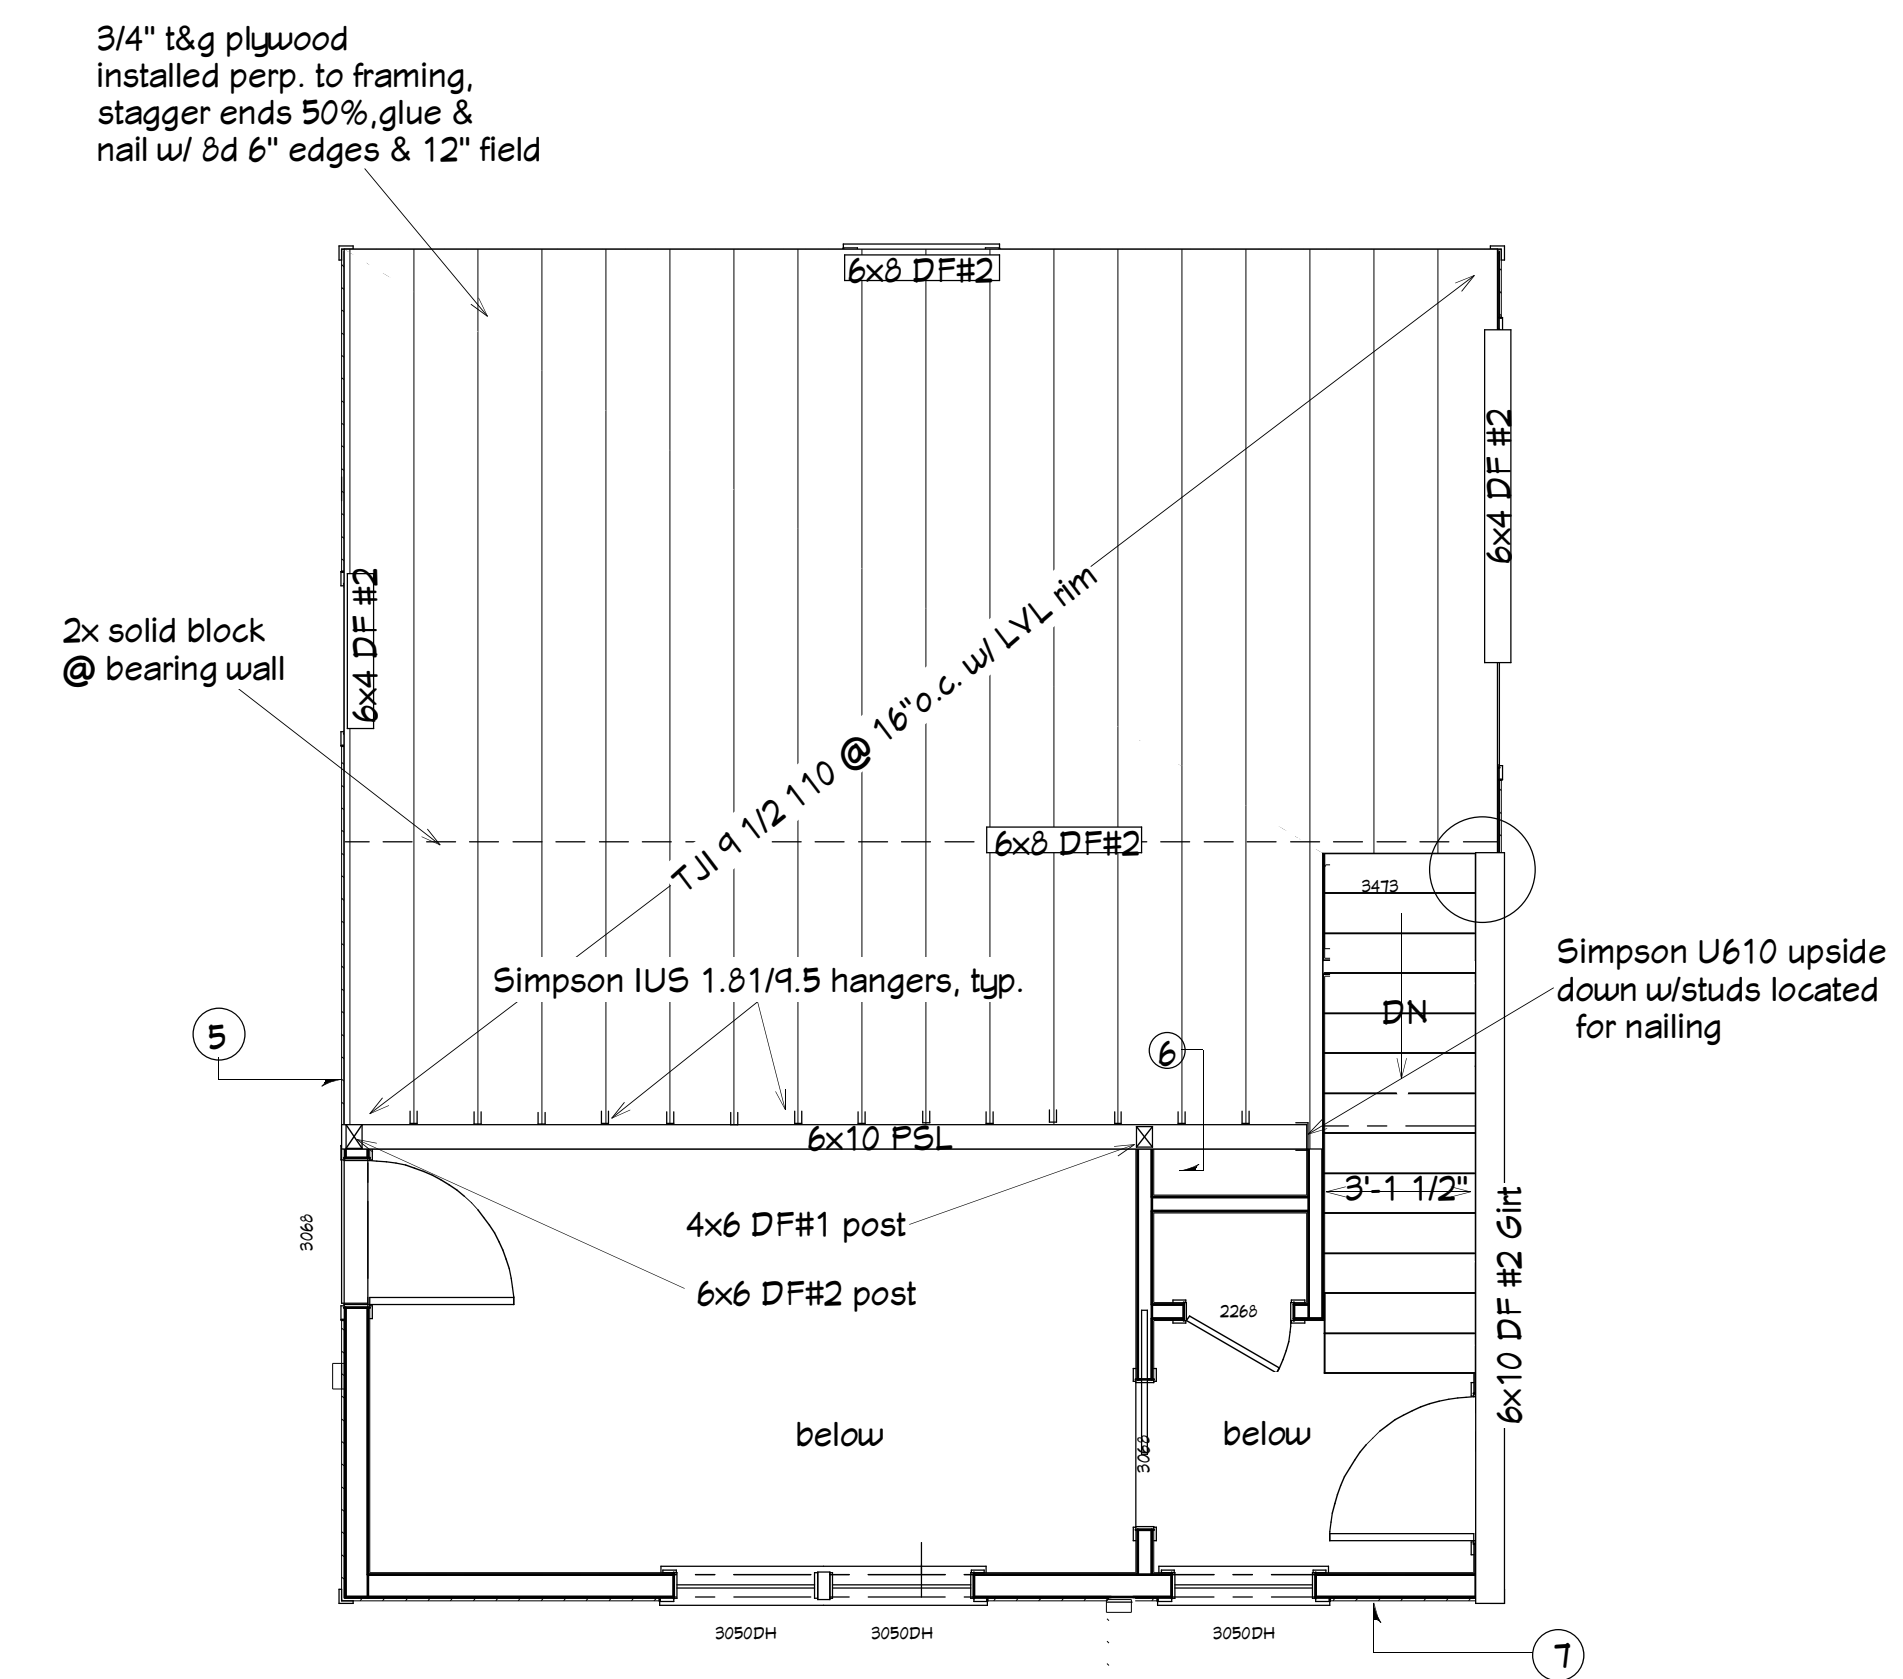 3/4" t&g plywood
installed perp. to framing,
stagger ends 50%,glue &
nail w/ 8d 6" edges & 12" field
6x8 DF#2
6x4 DF #2
6x4 DF #2
2x solid block
@ bearing wall
TJI 9 1/2 110 @ 16"o.c. w/ LVL rim
6x8 DF#2
3473
Simpson U610 upside
down w/studs located
for nailing
Simpson IUS 1.81/9.5 hangers, typ.
DN
5
6
6x10 PSL
3'-1 1/2"
4x6 DF#1 post
6x6 DF#2 post
3068
2268
6x10 DF #2 Girt
below
below
3068
3050DH
3050DH
3050DH
7